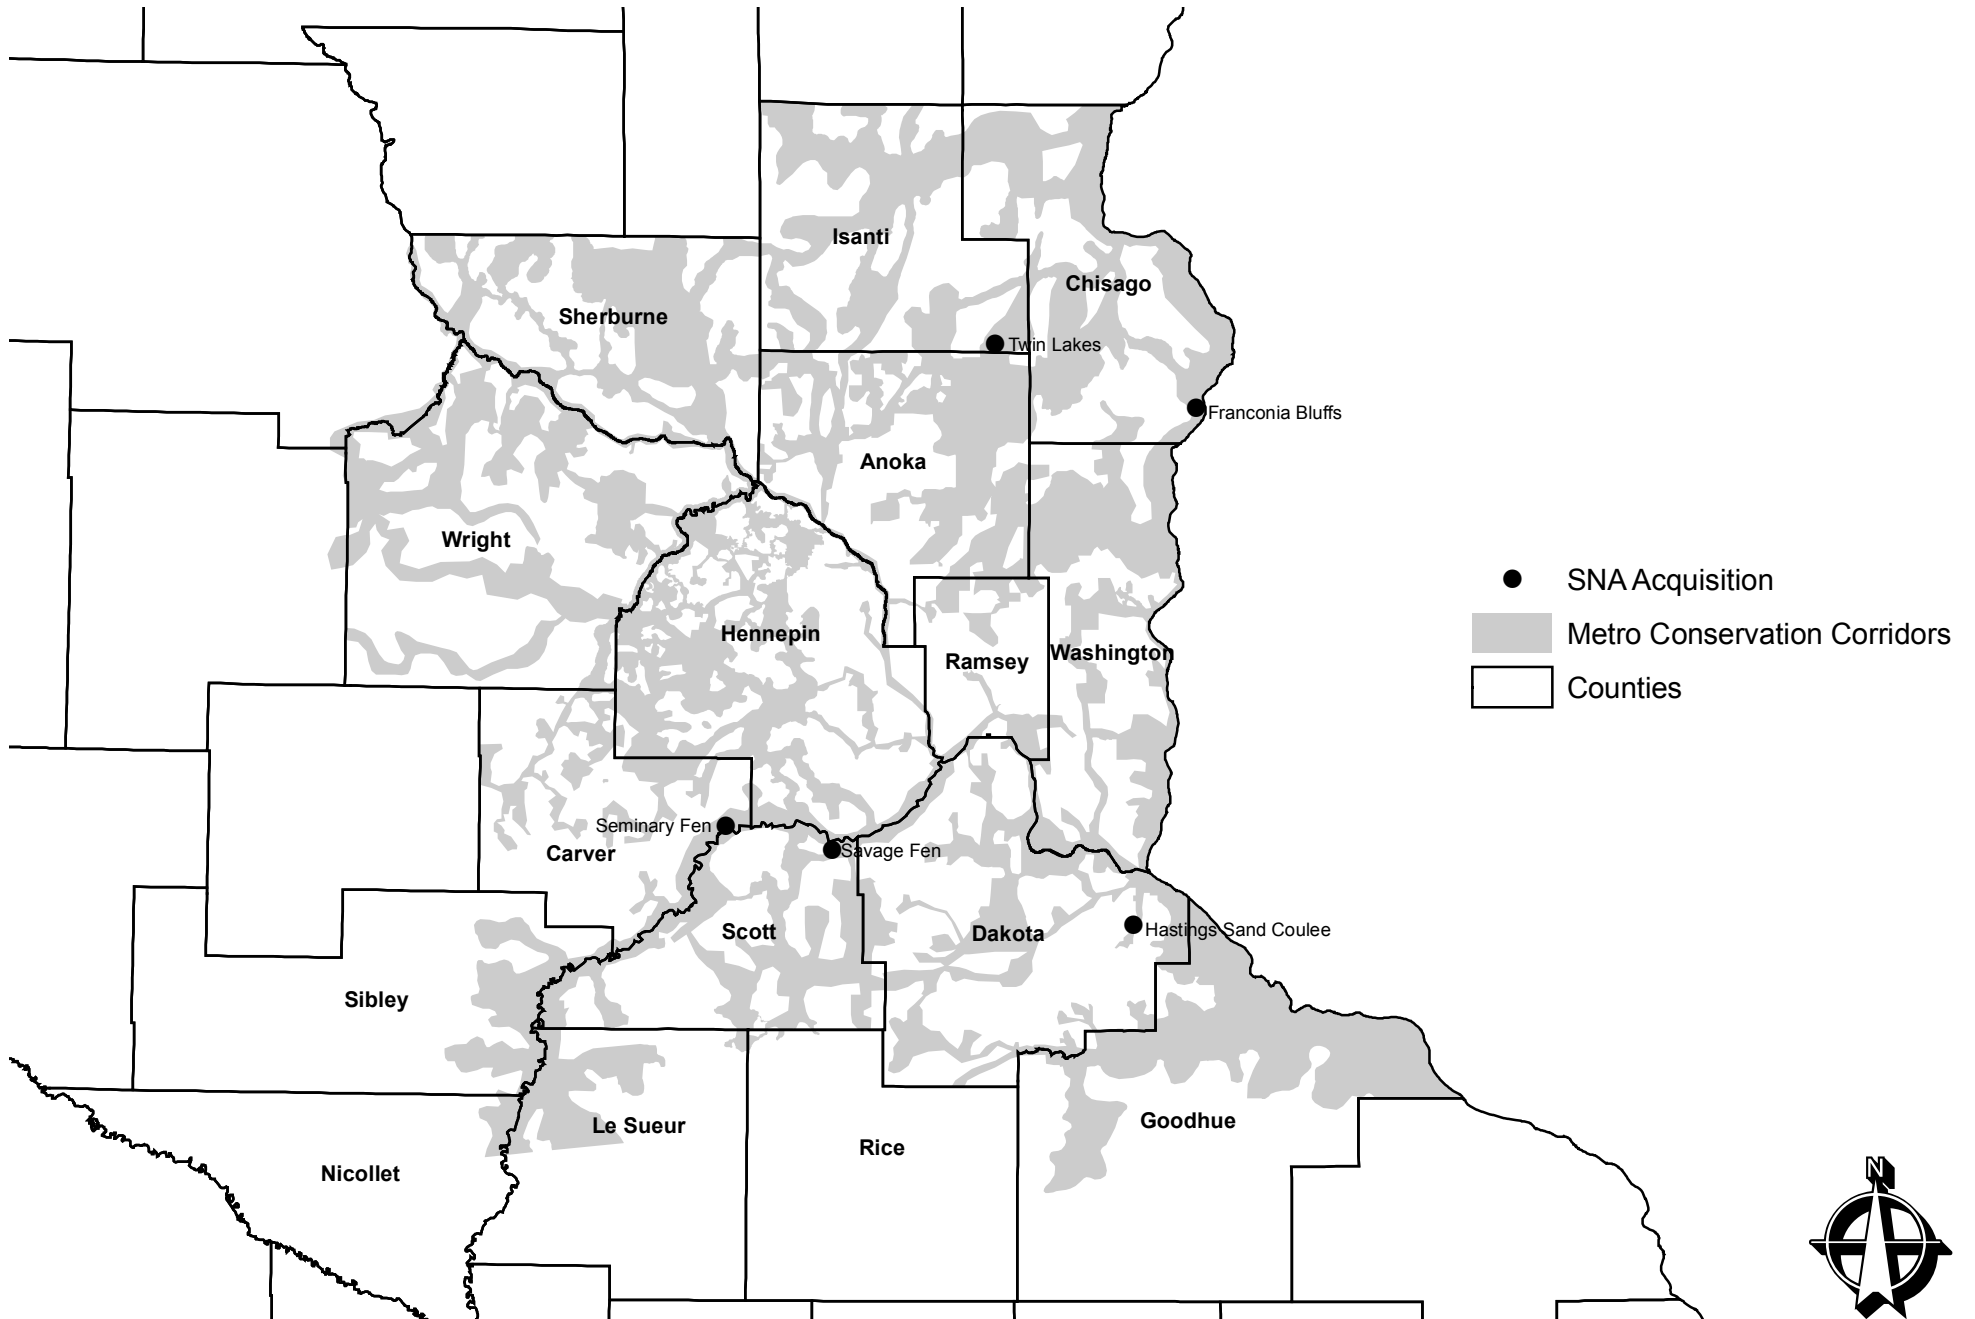 Isanti
Chisago
Sherburne
Twin Lakes
Franconia Bluffs
Anoka
Wright
SNA Acquisition
Hennepin
Metro Conservation Corridors
Ramsey
Washington
Counties
Seminary Fen
Carver
Savage Fen
Scott
Dakota
Hastings Sand Coulee
Sibley
Le Sueur
Goodhue
Rice
Nicollet
N